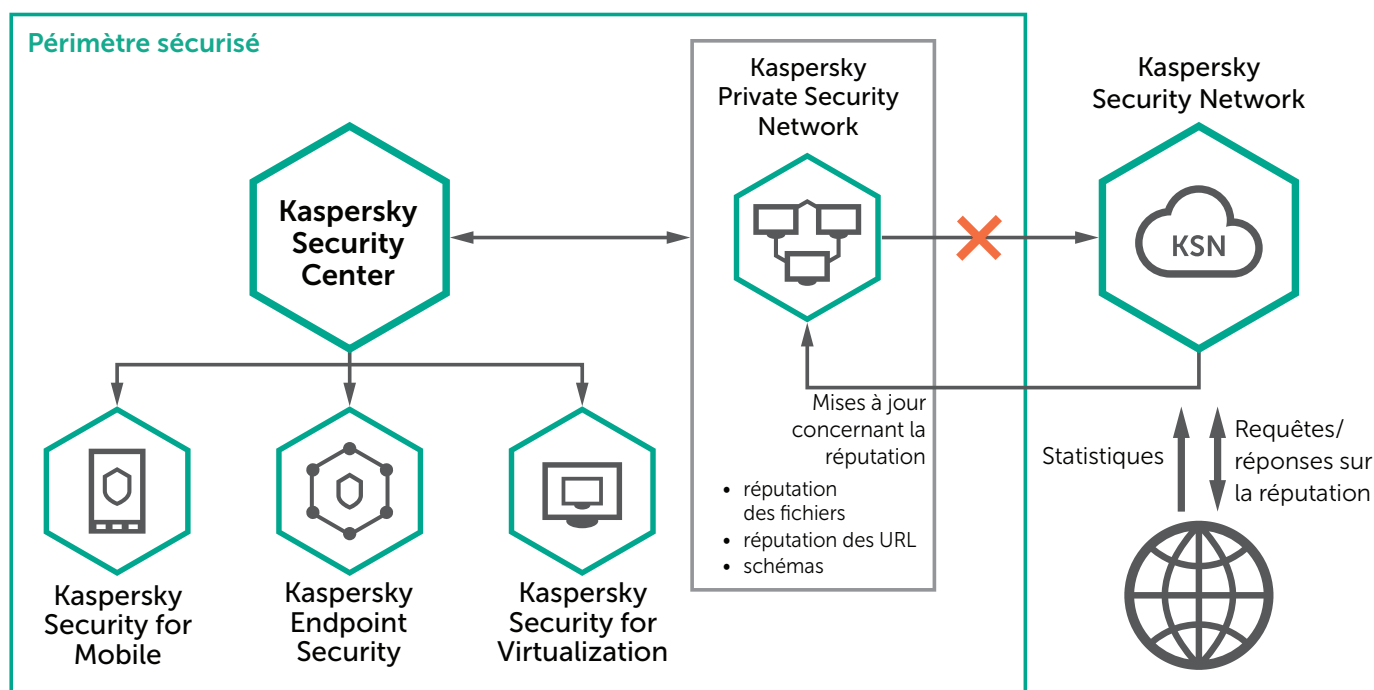 Périmètre sécurisé
Kaspersky
Private Security
Network
Kaspersky
Security Network
Kaspersky
Security
Center
KSN
Mises à jour
concernant la
réputation
• réputation
des fichiers
• réputation des URL
• schémas
Statistiques
Requêtes/
réponses sur
la réputation
Kaspersky
Security for
Mobile
Kaspersky
Endpoint
Security
Kaspersky
Security for
Virtualization